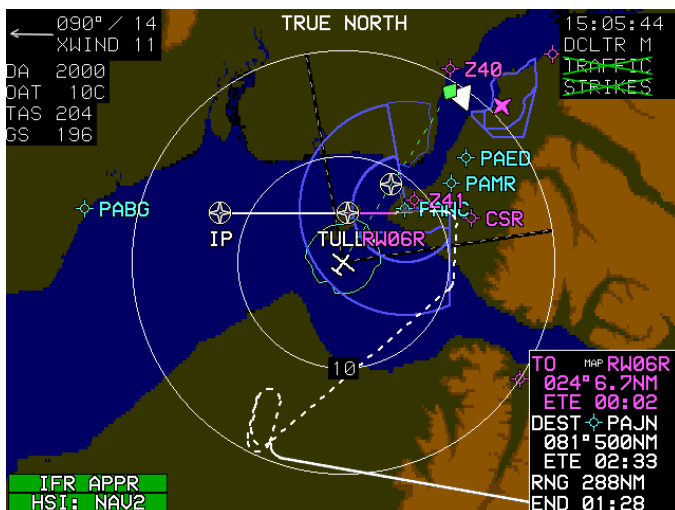 090° / 14
XWIND 11
TRUE NORTH
15:05:44
DCLTR M
TRAFFIC
STRIKES
DA 2000
OAT 10C
TAS 204
GS 196
Z40
PAED
PAMR
Z41
PANC
PABG
CSR
IP
TULL
RW06R
10
TO MAP RW06R
024° 6.7NM
ETE 00:02
DEST PAJN
081° 500NM
ETE 02:33
RNG 288NM
END 01:28
IFR APPR
HSI: NAV2